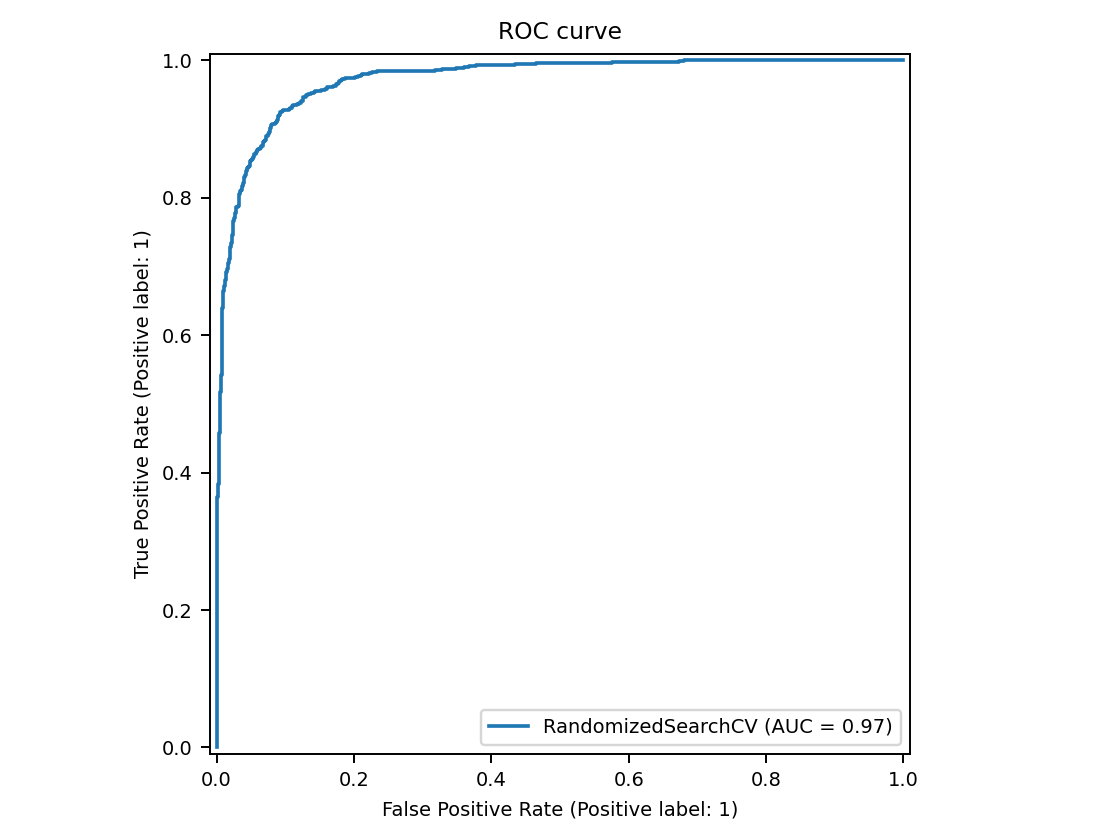 ROC curve
1.0
0.8
0.6
0.4
0.2
0.0
True Positive Rate (Positive label: 1)
RandomizedSearchCV (AUC = 0.97)
0.0 0.2 0.4 0.6 0.8 1.0
False Positive Rate (Positive label: 1)